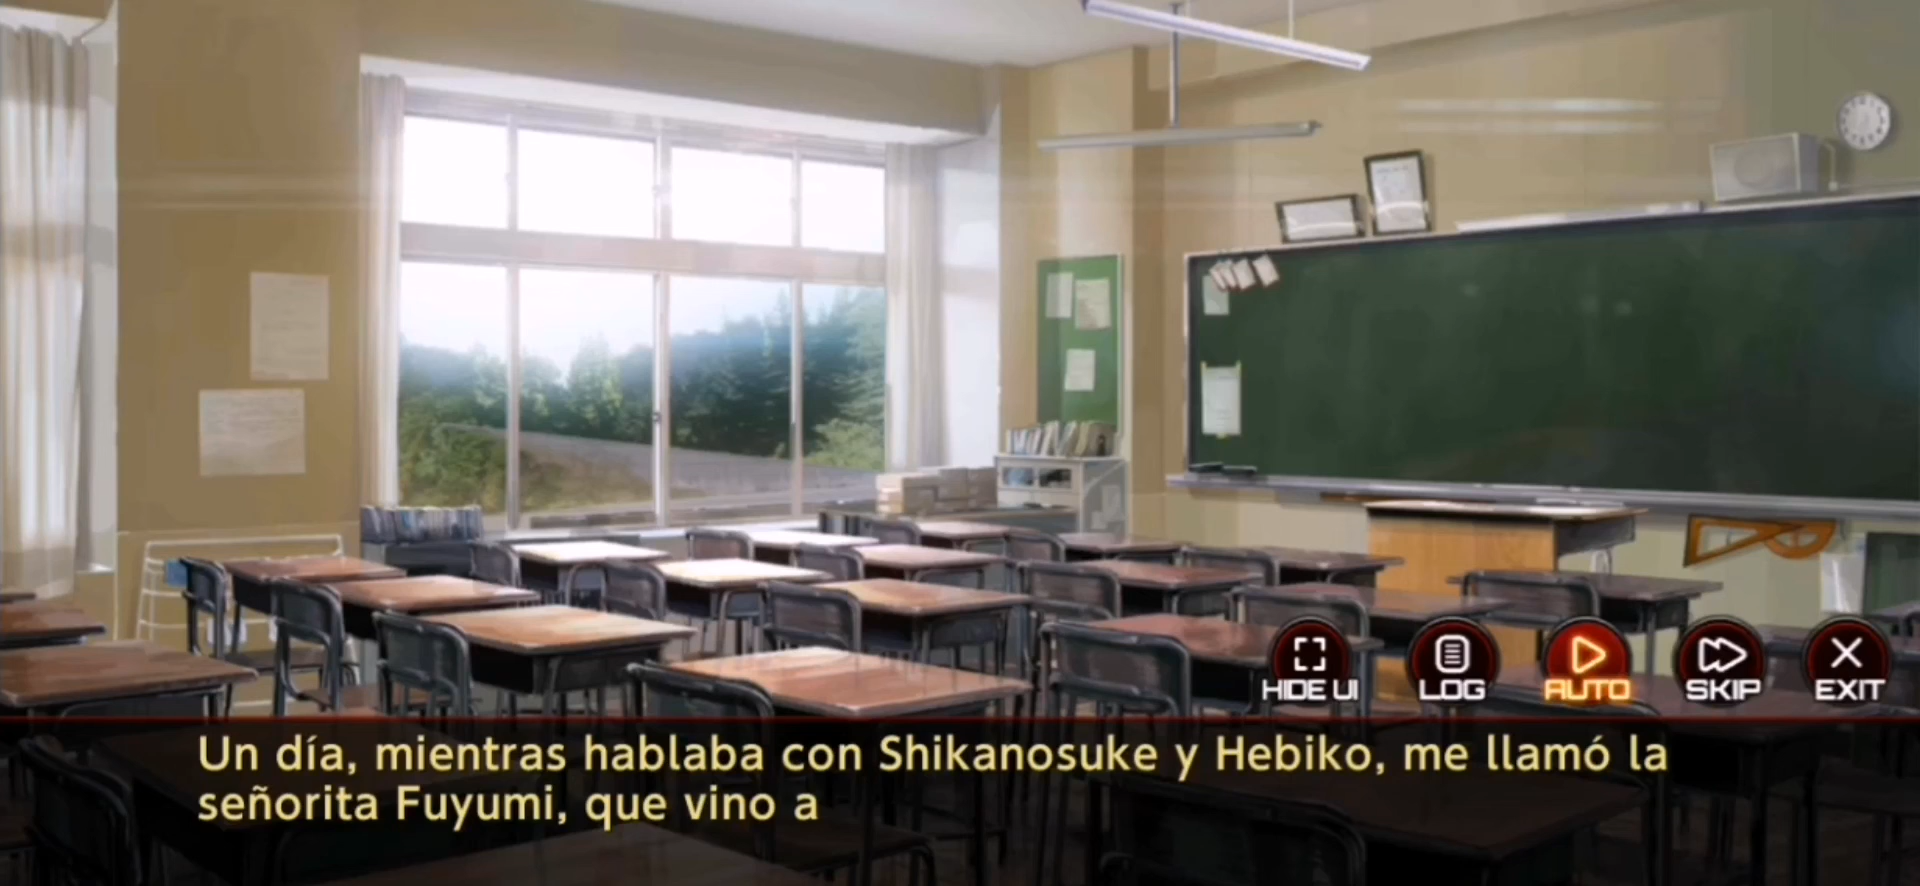 HIDE UI
LOG
AUTO
SKIP
EXIT
Un día, mientras hablaba con Shikanosuke y Hebiko, me llamó la
señorita Fuyumi, que vino a